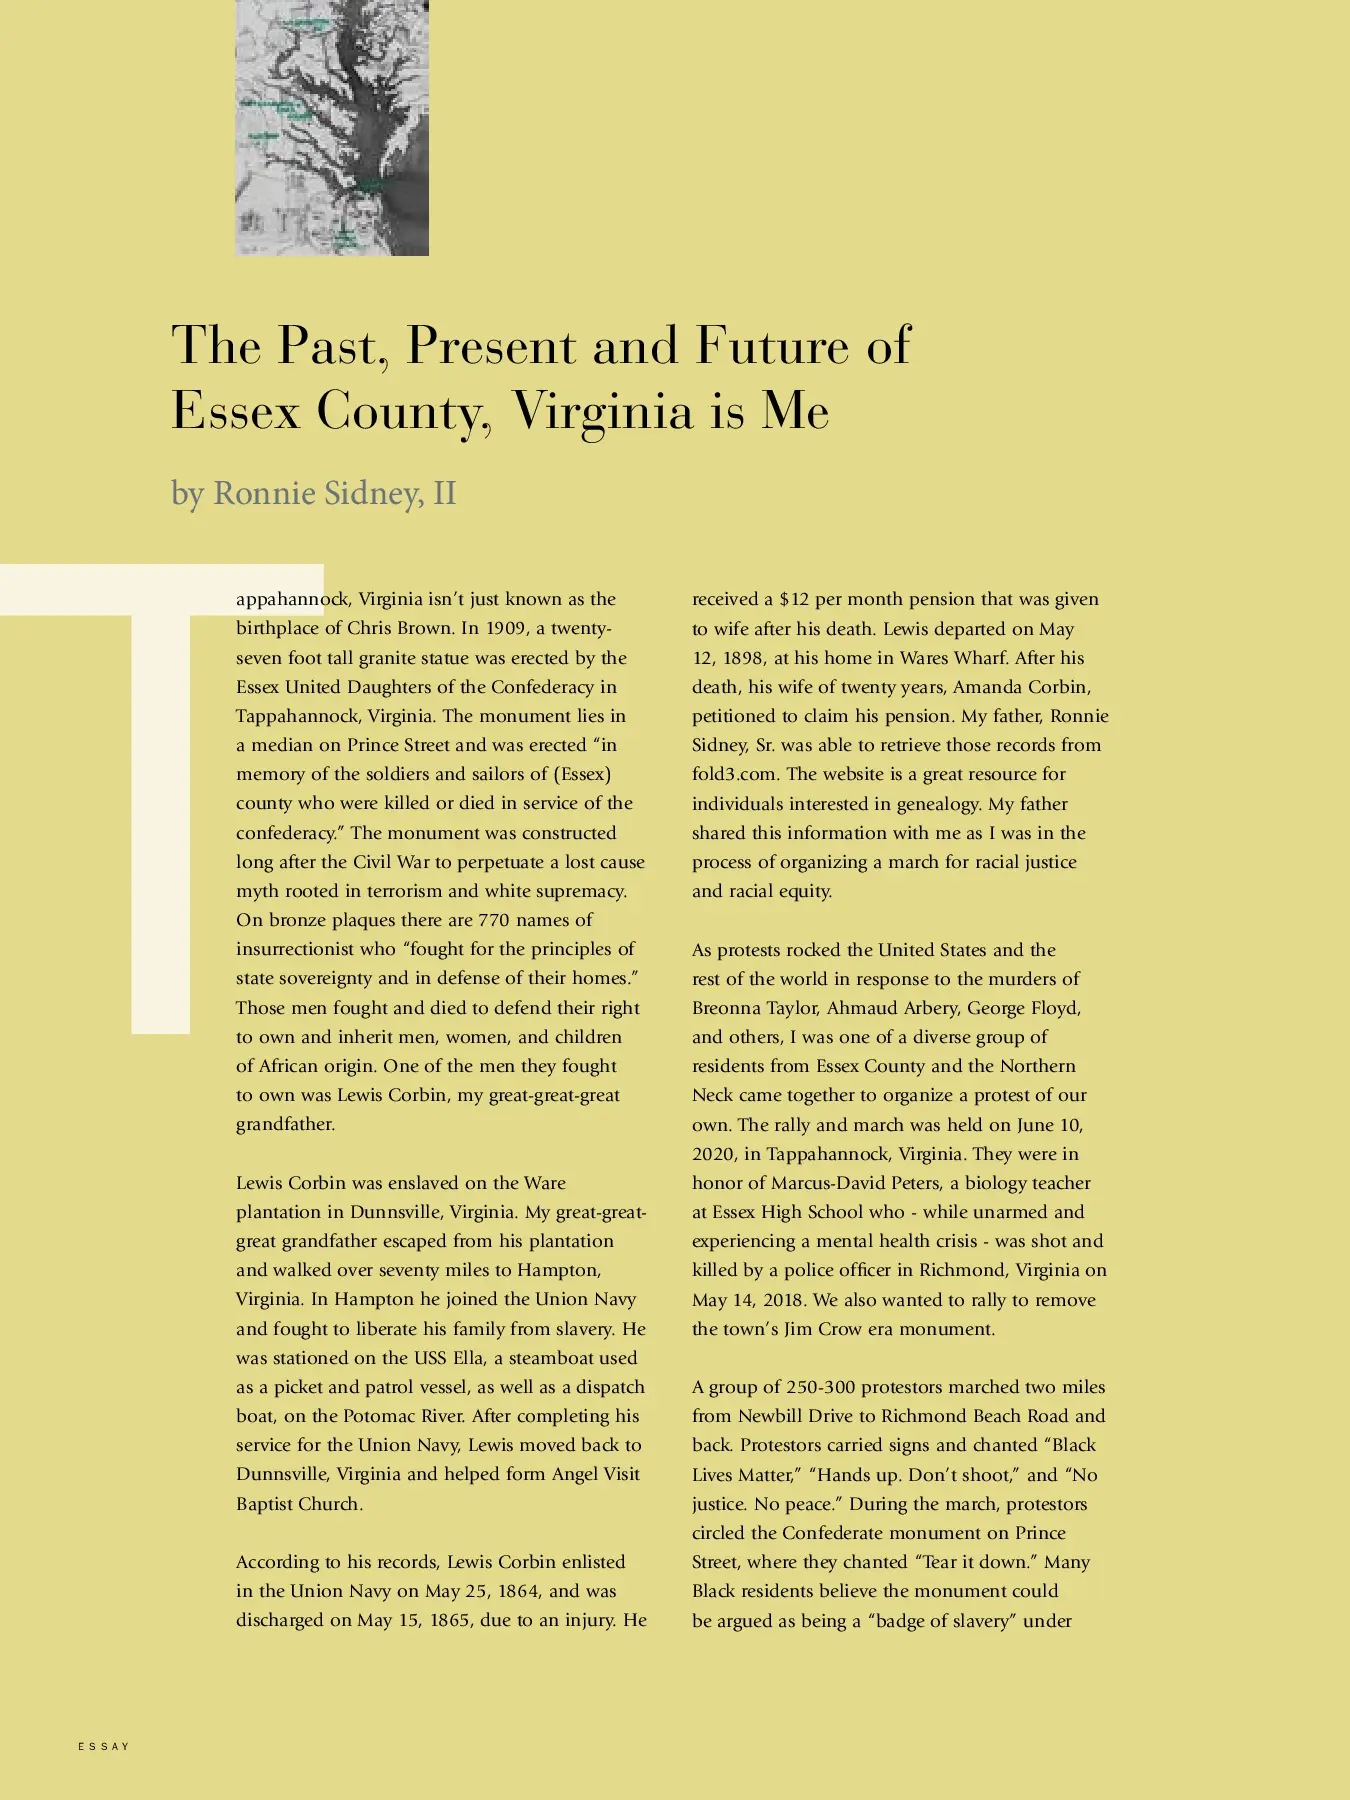 The Past, Present and Future of
Essex County, Virginia is Me
by Ronnie Sidney, II
Tappahannock, Virginia isn’t just known as the
birthplace of Chris Brown. In 1909, a twenty-
seven foot tall granite statue was erected by the
Essex United Daughters of the Confederacy in
Tappahannock, Virginia. The monument lies in
a median on Prince Street and was erected “in
memory of the soldiers and sailors of (Essex)
county who were killed or died in service of the
confederacy.” The monument was constructed
long after the Civil War to perpetuate a lost cause
myth rooted in terrorism and white supremacy.
On bronze plaques there are 770 names of
insurrectionist who “fought for the principles of
state sovereignty and in defense of their homes.”
Those men fought and died to defend their right
to own and inherit men, women, and children
of African origin. One of the men they fought
to own was Lewis Corbin, my great-great-great
grandfather.
Lewis Corbin was enslaved on the Ware
plantation in Dunnsville, Virginia. My great-great-
great grandfather escaped from his plantation
and walked over seventy miles to Hampton,
Virginia. In Hampton he joined the Union Navy
and fought to liberate his family from slavery. He
was stationed on the USS Ella, a steamboat used
as a picket and patrol vessel, as well as a dispatch
boat, on the Potomac River. After completing his
service for the Union Navy, Lewis moved back to
Dunnsville, Virginia and helped form Angel Visit
Baptist Church.
According to his records, Lewis Corbin enlisted
in the Union Navy on May 25, 1864, and was
discharged on May 15, 1865, due to an injury. He
received a $12 per month pension that was given
to wife after his death. Lewis departed on May
12, 1898, at his home in Wares Wharf. After his
death, his wife of twenty years, Amanda Corbin,
petitioned to claim his pension. My father, Ronnie
Sidney, Sr. was able to retrieve those records from
fold3.com. The website is a great resource for
individuals interested in genealogy. My father
shared this information with me as I was in the
process of organizing a march for racial justice
and racial equity.
As protests rocked the United States and the
rest of the world in response to the murders of
Breonna Taylor, Ahmaud Arbery, George Floyd,
and others, I was one of a diverse group of
residents from Essex County and the Northern
Neck came together to organize a protest of our
own. The rally and march was held on June 10,
2020, in Tappahannock, Virginia. They were in
honor of Marcus-David Peters, a biology teacher
at Essex High School who - while unarmed and
experiencing a mental health crisis - was shot and
killed by a police officer in Richmond, Virginia on
May 14, 2018. We also wanted to rally to remove
the town’s Jim Crow era monument.
A group of 250-300 protestors marched two miles
from Newbill Drive to Richmond Beach Road and
back. Protestors carried signs and chanted “Black
Lives Matter,” “Hands up. Don’t shoot,” and “No
justice. No peace.” During the march, protestors
circled the Confederate monument on Prince
Street, where they chanted “Tear it down.” Many
Black residents believe the monument could
be argued as being a “badge of slavery” under
ESSAY